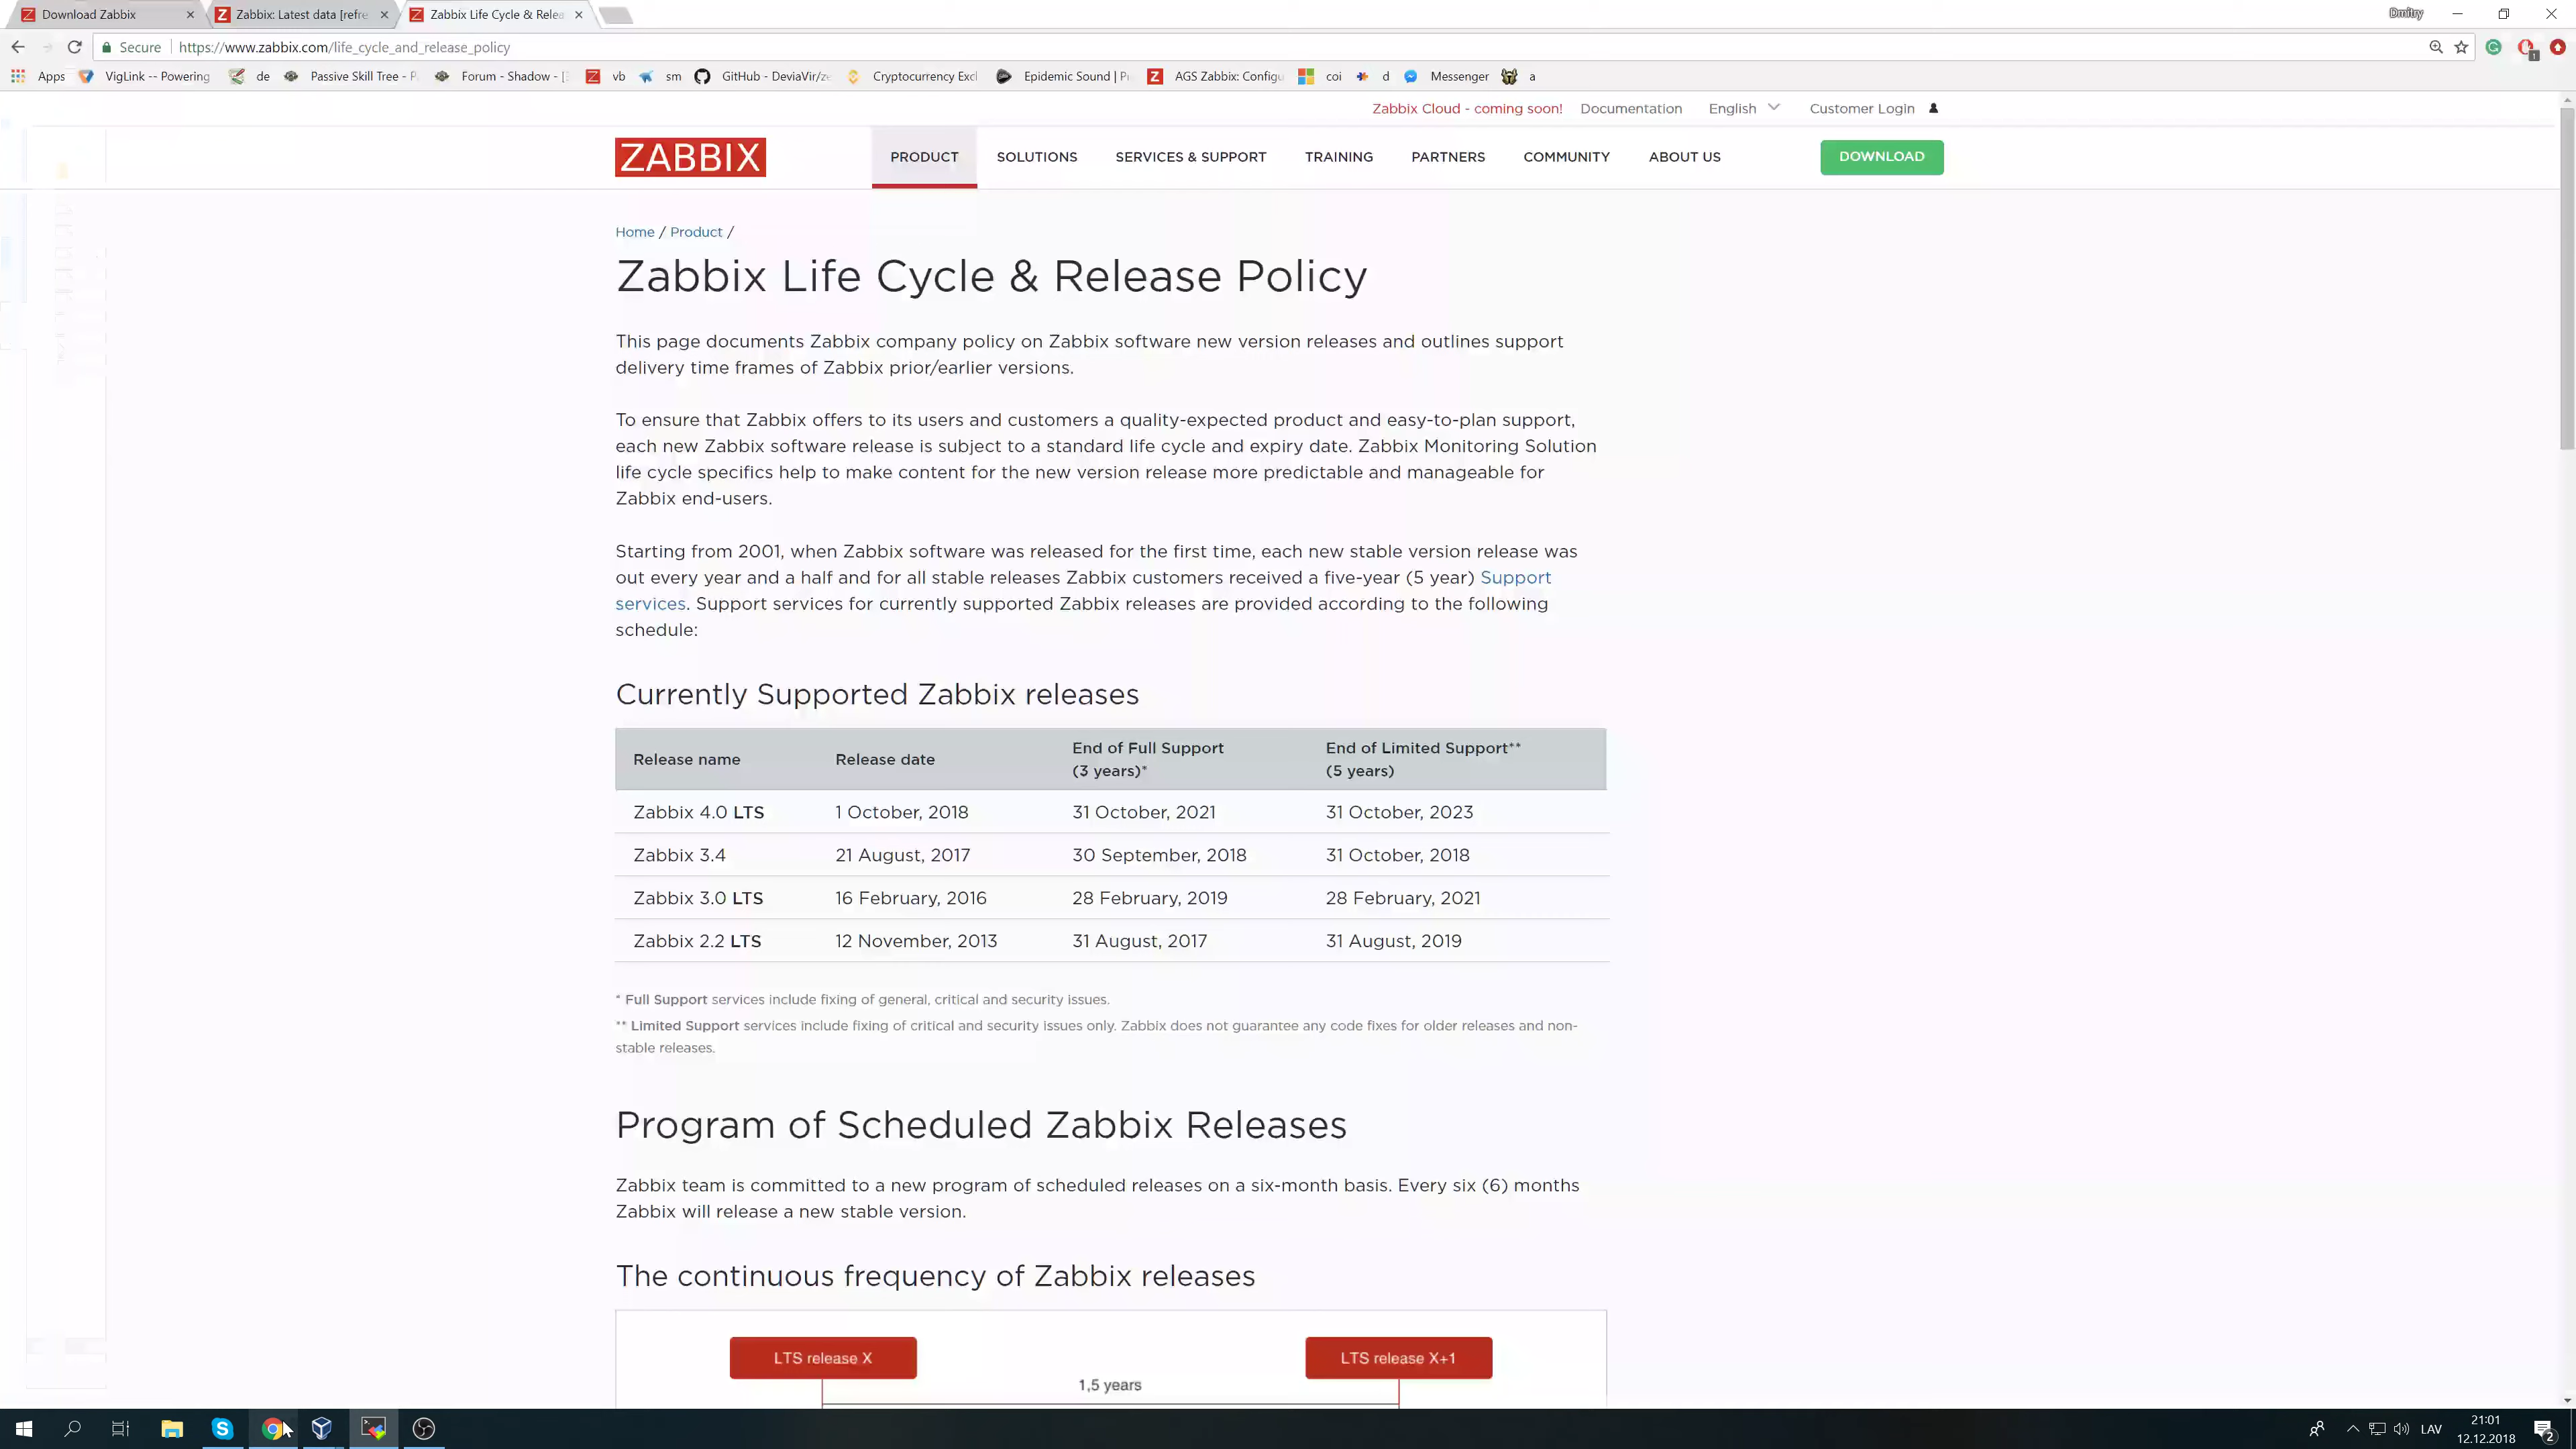 Download Zabbix
Zabbix: Latest data [refre
Zabbix Life Cycle & Relea
Dmitry
Secure
https://www.zabbix.com/life_cycle_and_release_policy
Apps
VigLink -- Powering
de
Passive Skill Tree - P
Forum - Shadow - [
vb
sm
GitHub - DeviaVir/ze
Cryptocurrency Excl
Epidemic Sound | P
AGS Zabbix: Configu
coi
d
Messenger
a
Zabbix Cloud - coming soon!
Documentation
English
Customer Login
ZABBIX
PRODUCT
SOLUTIONS
SERVICES & SUPPORT
TRAINING
PARTNERS
COMMUNITY
ABOUT US
DOWNLOAD
Home / Product /
Zabbix Life Cycle & Release Policy
This page documents Zabbix company policy on Zabbix software new version releases and outlines support
delivery time frames of Zabbix prior/earlier versions.
To ensure that Zabbix offers to its users and customers a quality-expected product and easy-to-plan support,
each new Zabbix software release is subject to a standard life cycle and expiry date. Zabbix Monitoring Solution
life cycle specifics help to make content for the new version release more predictable and manageable for
Zabbix end-users.
Starting from 2001, when Zabbix software was released for the first time, each new stable version release was
out every year and a half and for all stable releases Zabbix customers received a five-year (5 year) Support
services. Support services for currently supported Zabbix releases are provided according to the following
schedule:
Currently Supported Zabbix releases
Release name
Release date
End of Full Support
(3 years)*
End of Limited Support**
(5 years)
Zabbix 4.0 LTS 1 October, 2018 31 October, 2021 31 October, 2023
Zabbix 3.4 21 August, 2017 30 September, 2018 31 October, 2018
Zabbix 3.0 LTS 16 February, 2016 28 February, 2019 28 February, 2021
Zabbix 2.2 LTS 12 November, 2013 31 August, 2017 31 August, 2019
* Full Support services include fixing of general, critical and security issues.
** Limited Support services include fixing of critical and security issues only. Zabbix does not guarantee any code fixes for older releases and non-
stable releases.
Program of Scheduled Zabbix Releases
Zabbix team is committed to a new program of scheduled releases on a six-month basis. Every six (6) months
Zabbix will release a new stable version.
The continuous frequency of Zabbix releases
LTS release X
LTS release X+1
1,5 years
LAV
21:01
12.12.2018
2